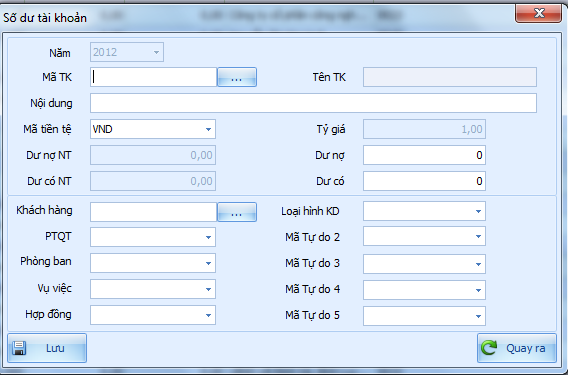 Số dư tài khoản
Năm 2012
Mã TK ... Tên TK
Nội dung
Mã tiền tệ VND Tỷ giá 1,00
Dư nợ NT 0,00 Dư nợ 0
Dư có NT 0,00 Dư có 0
Khách hàng ... Loại hình KD
PTQT Mã Tự do 2
Phòng ban Mã Tự do 3
Vụ việc Mã Tự do 4
Hợp đồng Mã Tự do 5
Lưu Quay ra